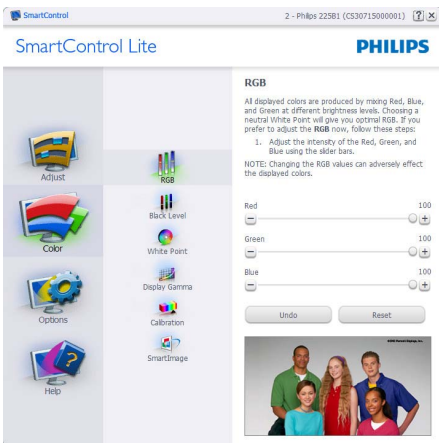 SmartControl
2 - Philips 225B1 (CS30715000001)
SmartControl Lite
PHILIPS
Adjust
Color
Options
Help
RGB
Black Level
White Point
Display Gamma
Calibration
SmartImage
RGB
All displayed colors are produced by mixing Red, Blue,
and Green at different brightness levels. Choosing a
neutral White Point will give you optimal RGB. If you
prefer to adjust the RGB now, follow these steps:
1. Adjust the intensity of the Red, Green, and
Blue using the slider bars.
NOTE: Changing the RGB values can adversely effect
the displayed colors.
Red 100
Green 100
Blue 100
Undo
Reset